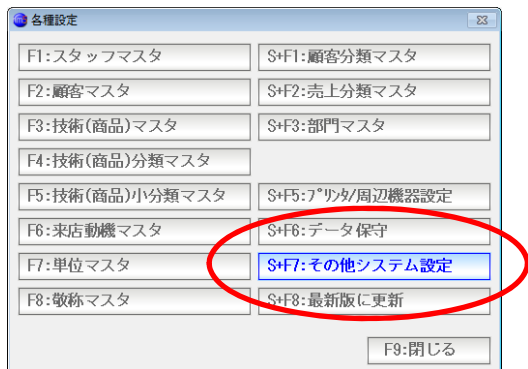 各種設定
F1:スタッフマスタ
S+F1:顧客分類マスタ
F2:顧客マスタ
S+F2:売上分類マスタ
F3:技術(商品)マスタ
S+F3:部門マスタ
F4:技術(商品)分類マスタ
F5:技術(商品)小分類マスタ
S+F5:プリンタ/周辺機器設定
F6:来店動機マスタ
S+F6:データ保守
F7:単位マスタ
S+F7:その他システム設定
F8:敬称マスタ
S+F8:最新版に更新
F9:閉じる